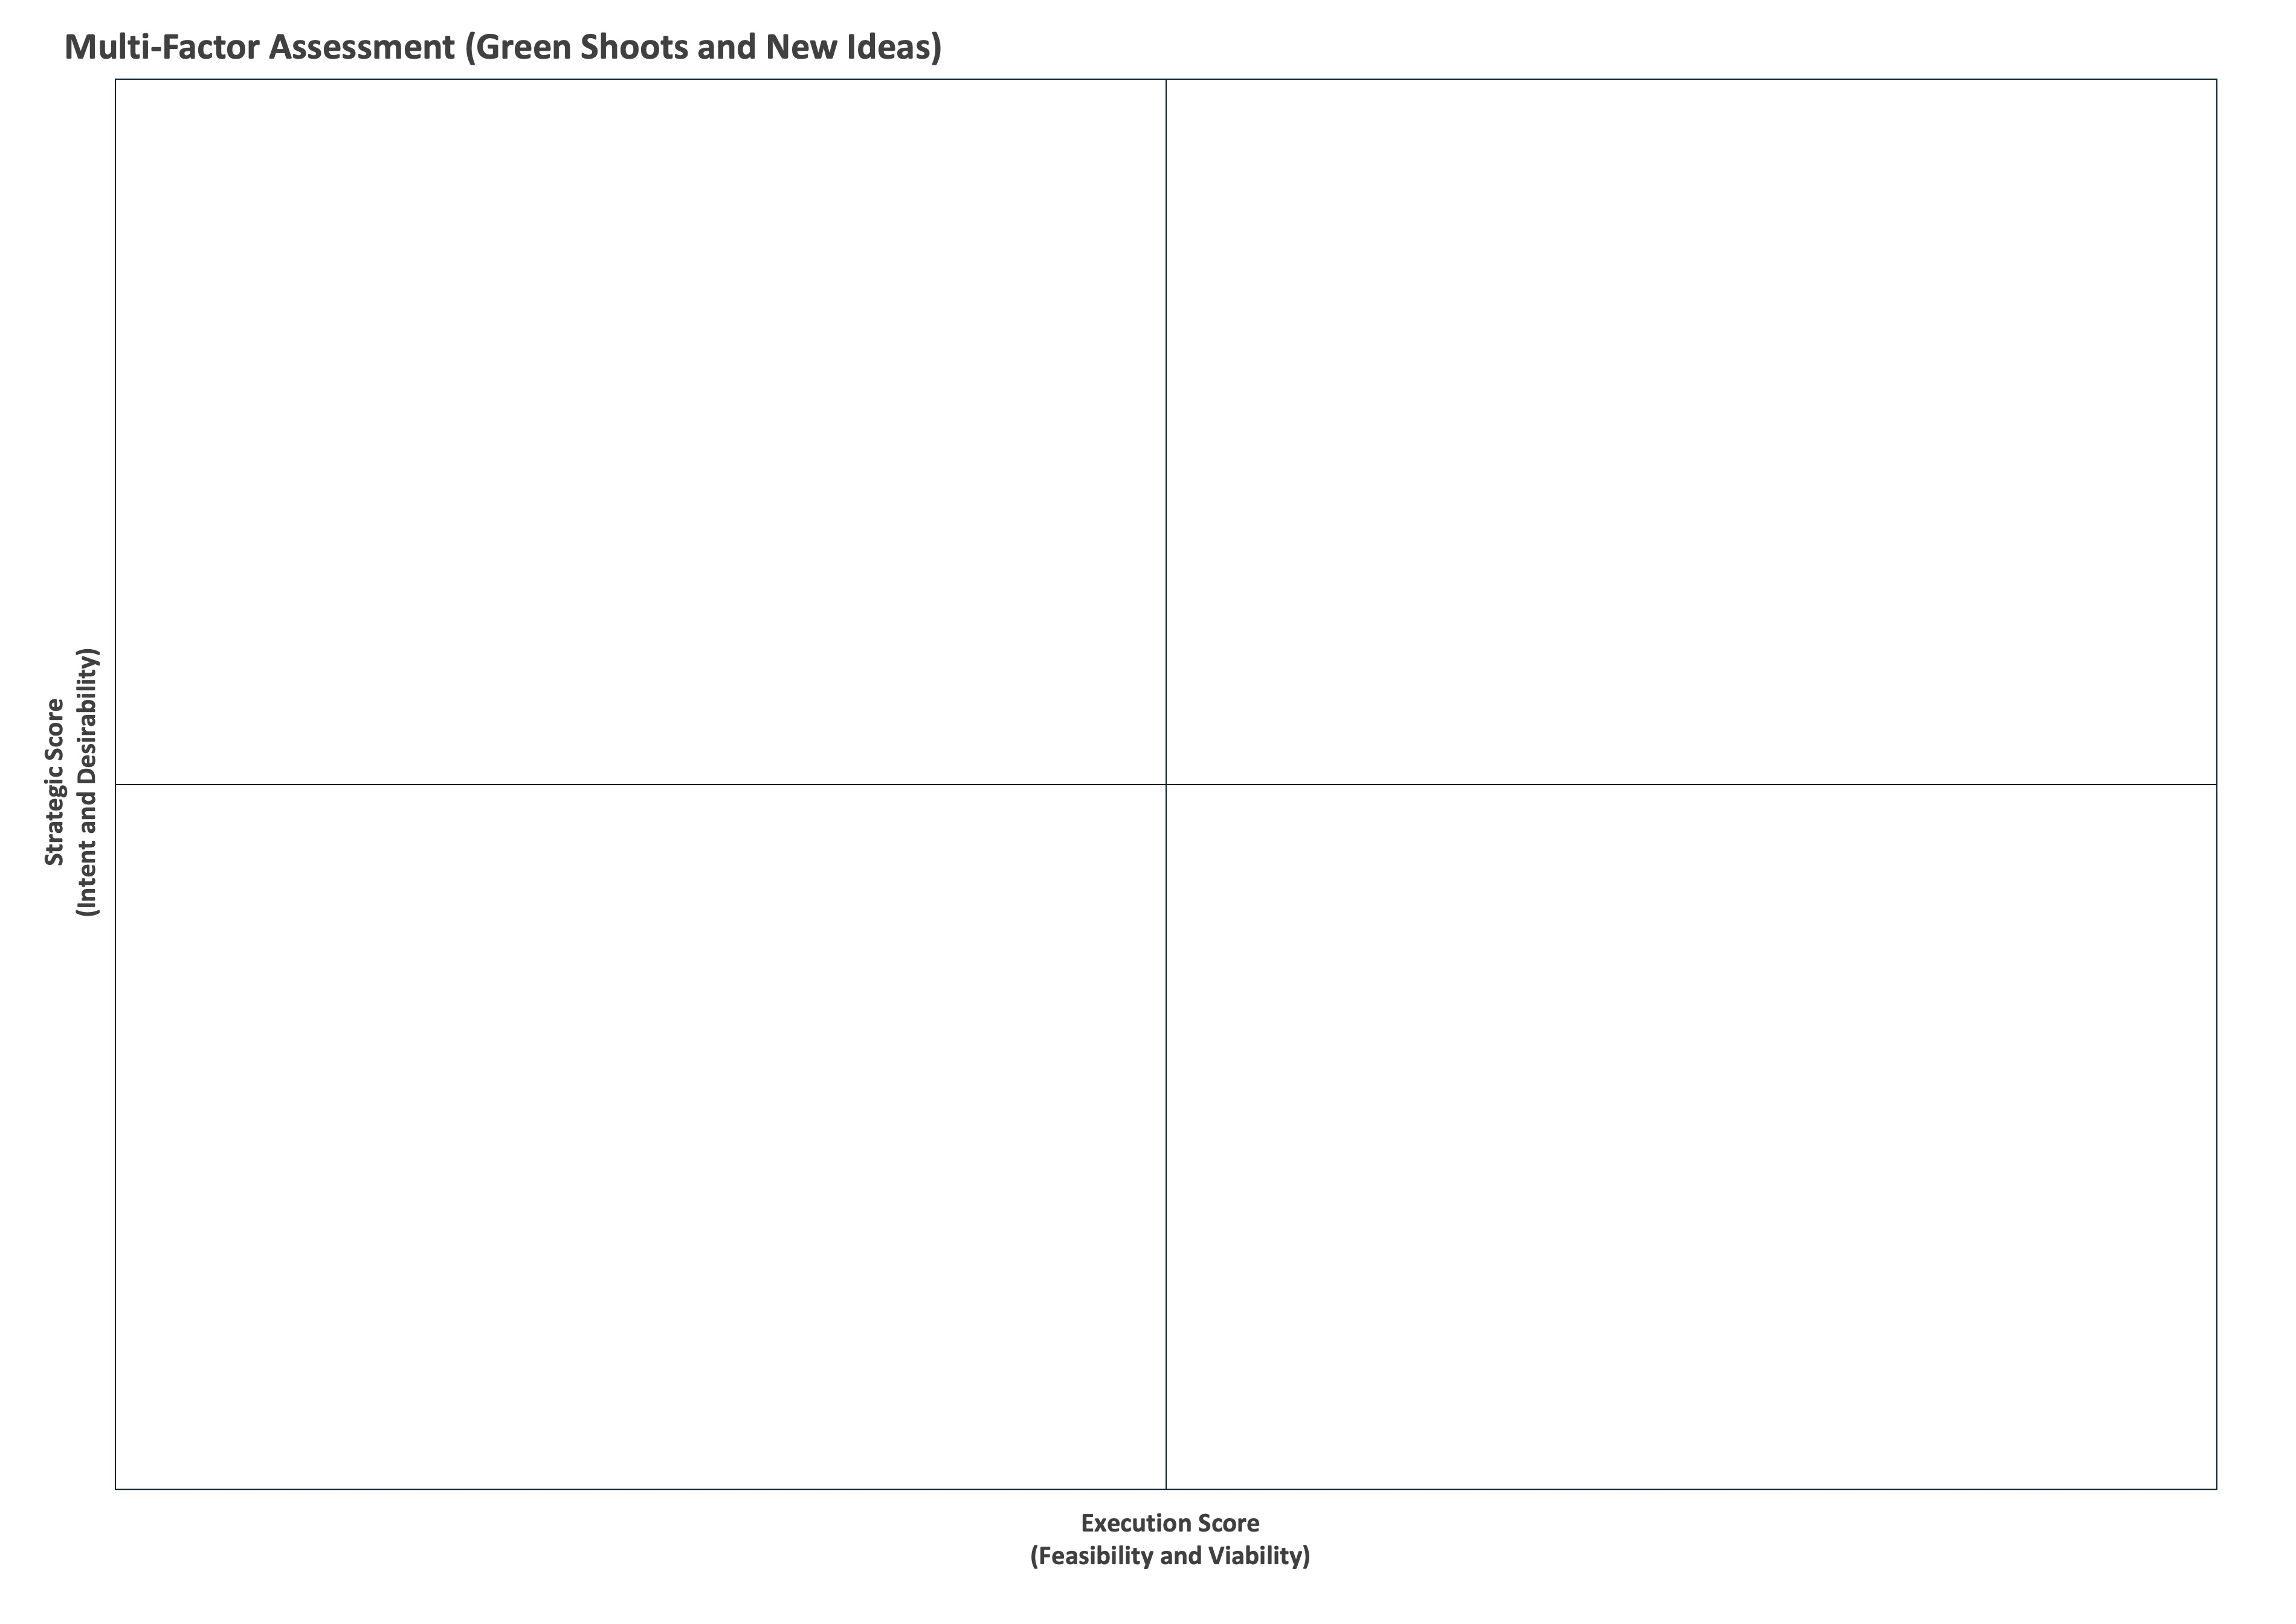 Multi-Factor Assessment (Green Shoots and New Ideas)
Strategic Score
(Intent and Desirability)
Execution Score
(Feasibility and Viability)